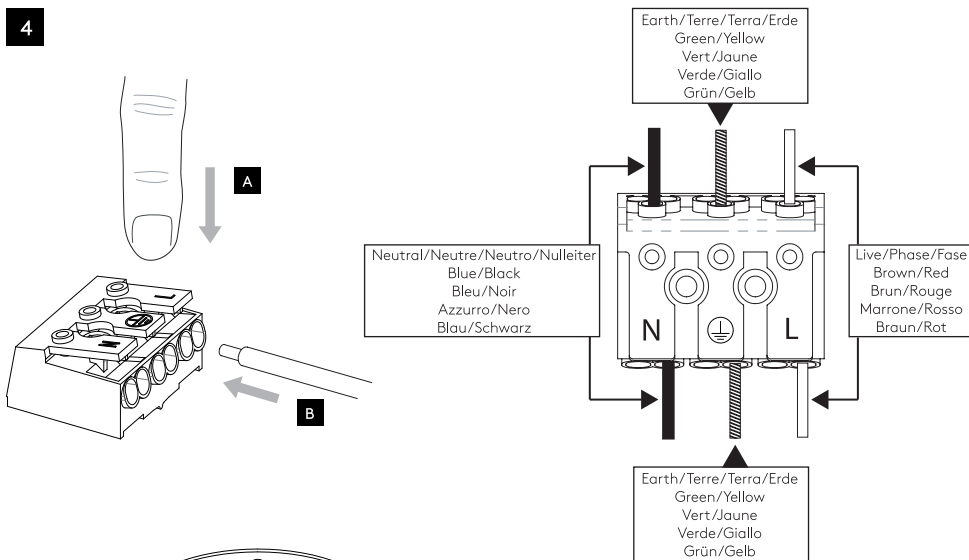 4
A
B
Earth/Terre/Terra/Erde
Green/Yellow
Vert/Jaune
Verde/Giallo
Grün/Gelb
Neutral/Neutre/Neutro/Nulleiter
Blue/Black
Bleu/Noir
Azzurro/Nero
Blau/Schwarz
Live/Phase/Fase
Brown/Red
Brun/Rouge
Marrone/Rosso
Braun/Rot
N
L
L
N
Earth/Terre/Terra/Erde
Green/Yellow
Vert/Jaune
Verde/Giallo
Grün/Gelb